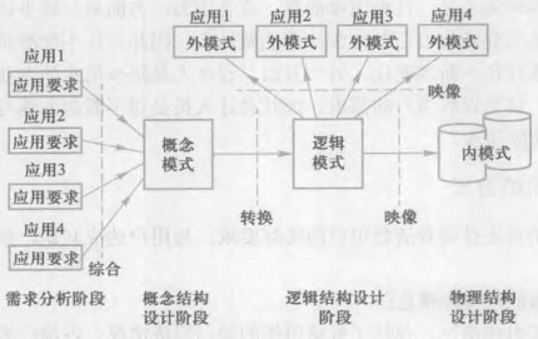 应用1 应用2 应用3 应用4
外模式 外模式 外模式 外模式
应用1
应用要求
应用2
应用要求
应用3
应用要求
应用4
应用要求
综合
概念模式
转换
逻辑模式
映像
映像
内模式
需求分析阶段
概念结构设计阶段
逻辑结构设计阶段
物理结构设计阶段